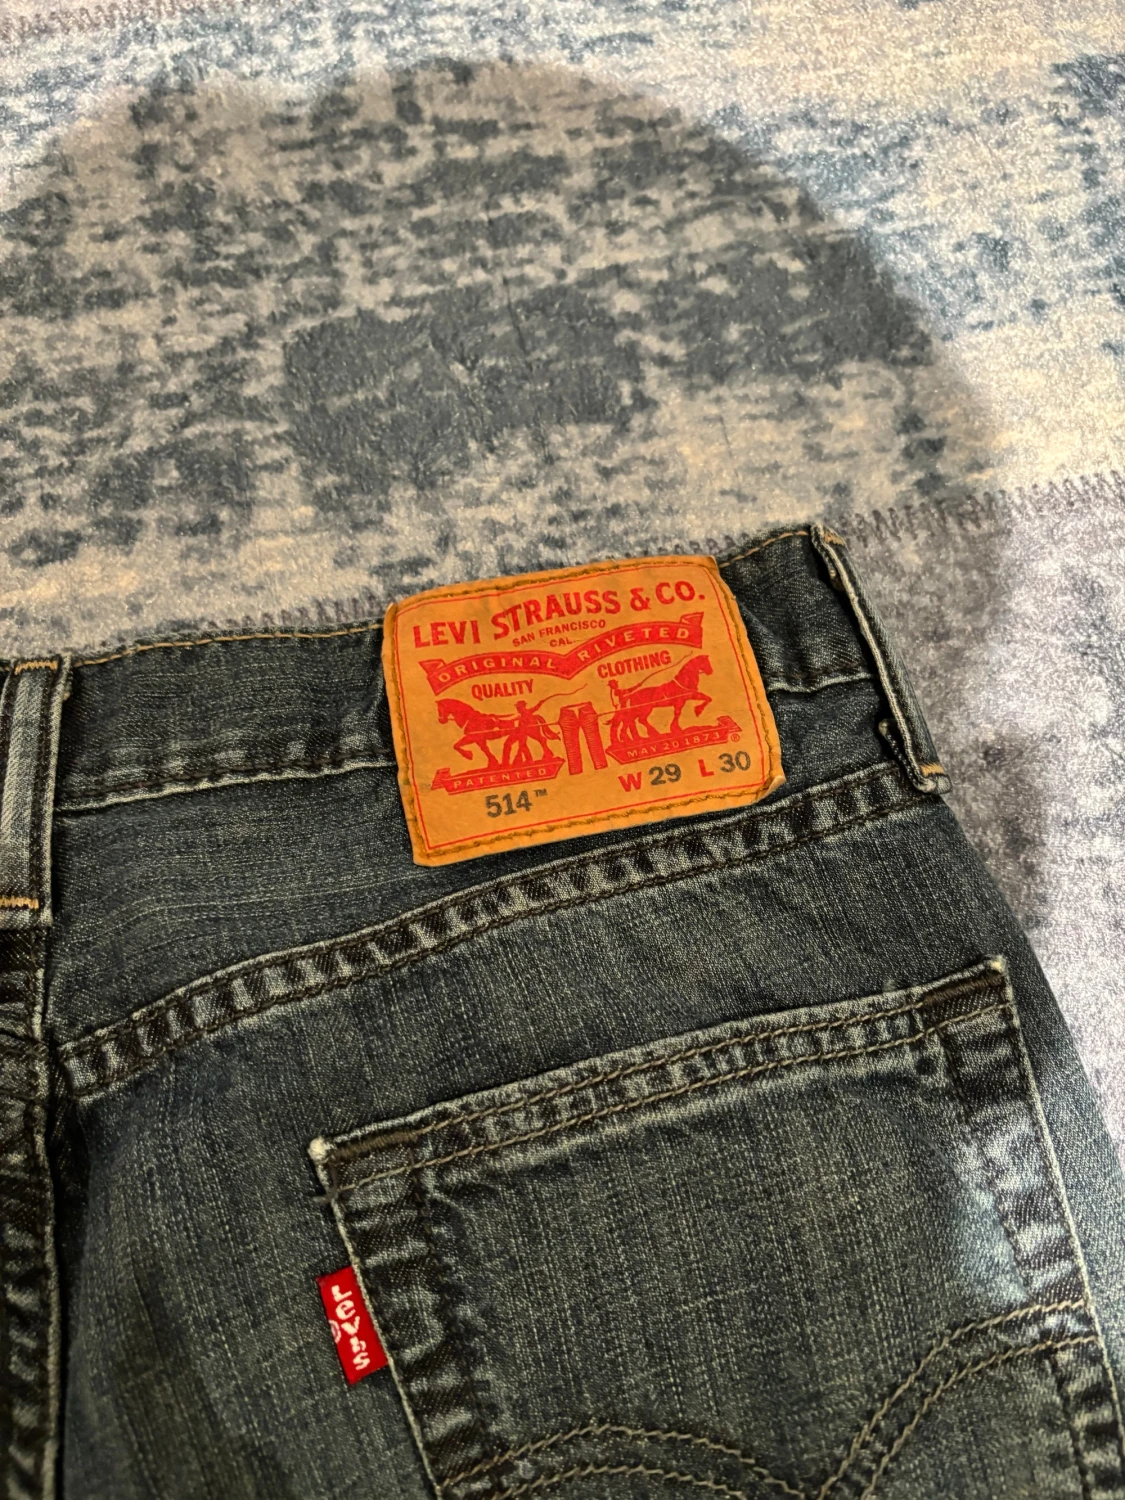 LEVI STRAUSS & CO.
SAN FRANCISCO
CAL.
ORIGINAL RIVETED
QUALITY CLOTHING
PATENTED MAY 20 1873 ®
514™ W 29 L 30
LEVI'S
®